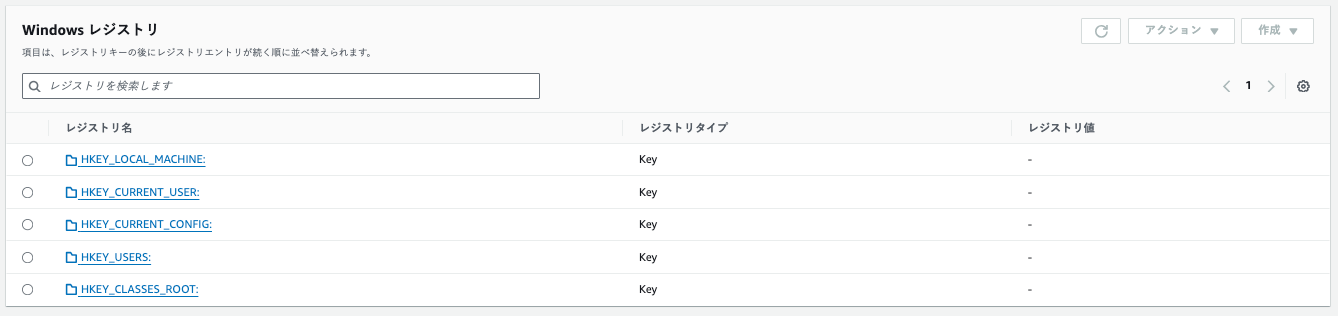 Windows レジストリ
アクション
作成
項目は、レジストリキーの後にレジストリエントリが続く順に並べ替えられます。
レジストリを検索します
1
レジストリ名 レジストリタイプ レジストリ値
HKEY_LOCAL_MACHINE: Key -
HKEY_CURRENT_USER: Key -
HKEY_CURRENT_CONFIG: Key -
HKEY_USERS: Key -
HKEY_CLASSES_ROOT: Key -